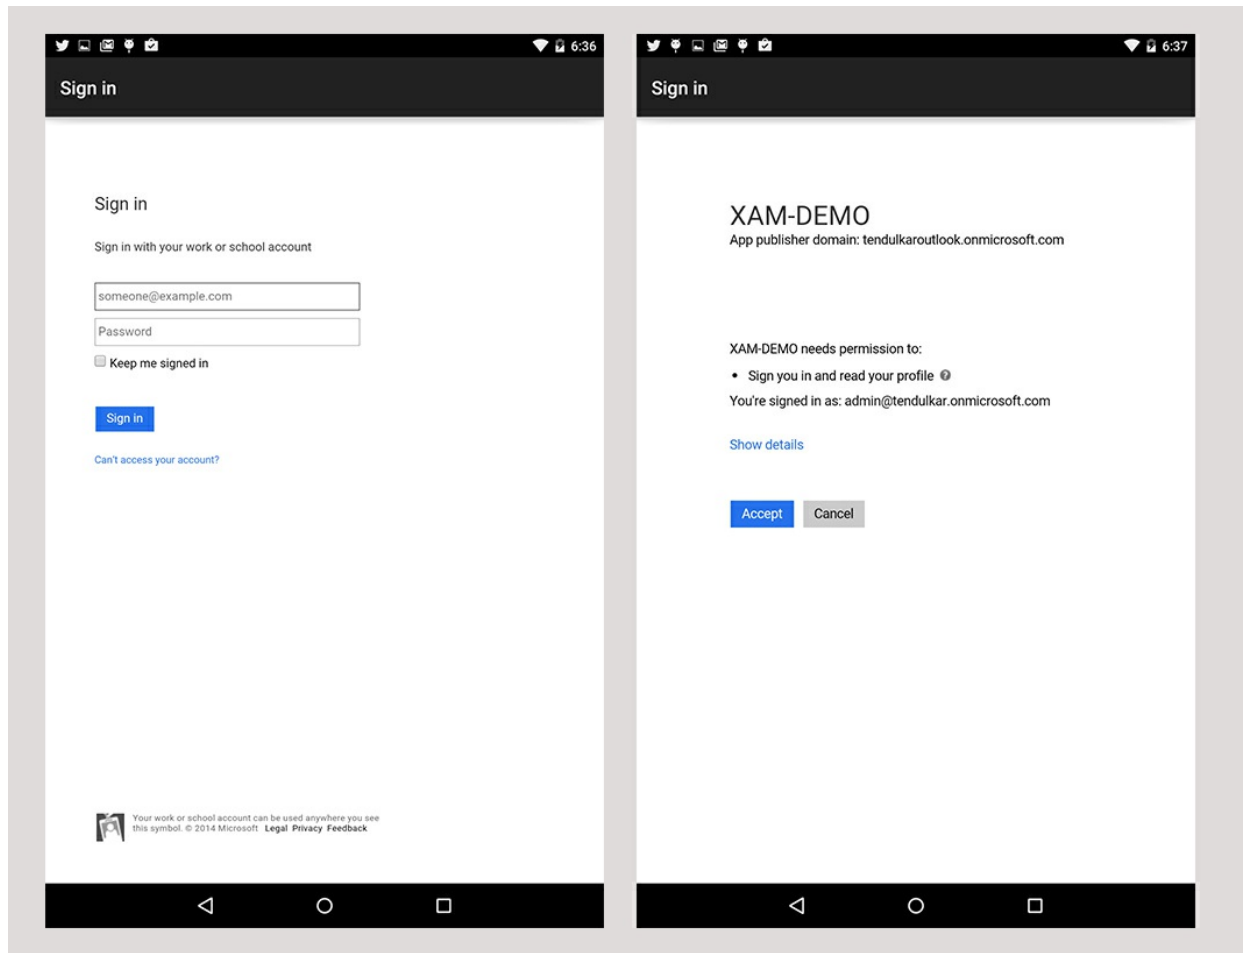 6:36
Sign in
Sign in
Sign in with your work or school account
someone@example.com
Password
Keep me signed in
Sign in
Can't access your account?
Your work or school account can be used anywhere you see
this symbol. © 2014 Microsoft Legal Privacy Feedback
6:37
Sign in
XAM-DEMO
App publisher domain: tendulkaroutlook.onmicrosoft.com
XAM-DEMO needs permission to:
• Sign you in and read your profile ?
You're signed in as: admin@tendulkar.onmicrosoft.com
Show details
Accept Cancel